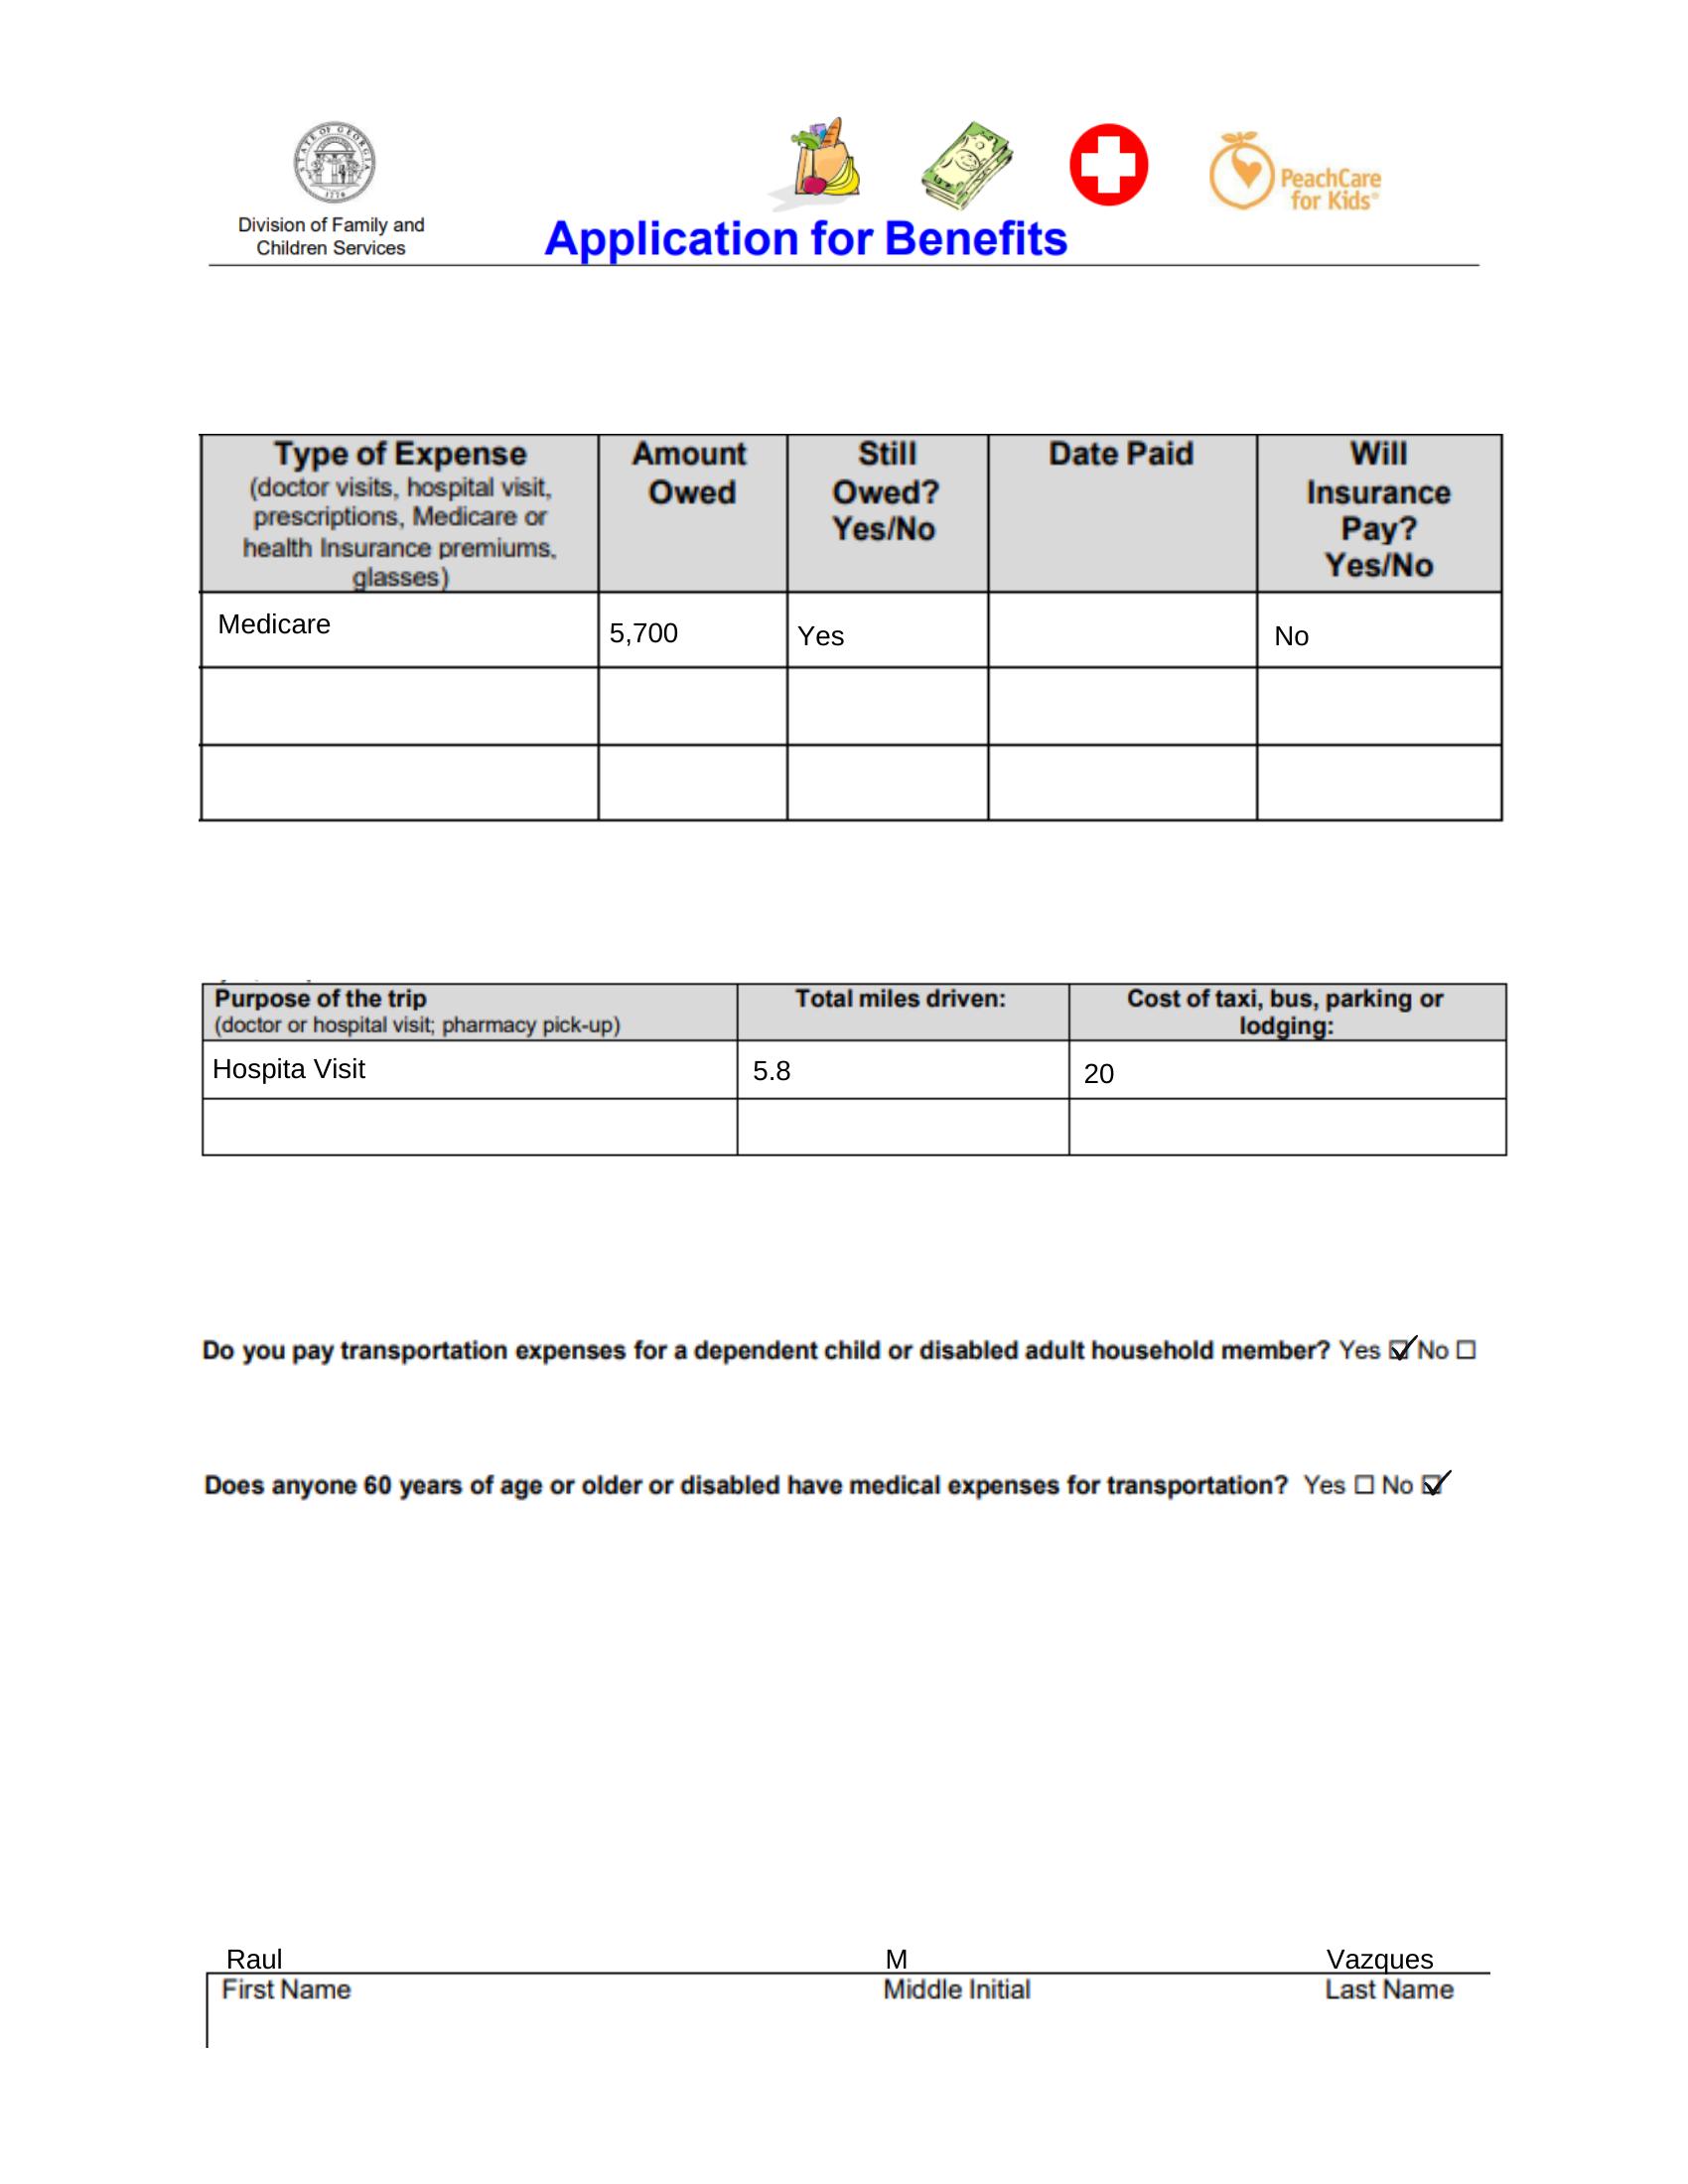 STATE OF GEORGIA
1776
PeachCare
for Kids®
Division of Family and
Children Services
Application for Benefits
Type of Expense
(doctor visits, hospital visit,
prescriptions, Medicare or
health Insurance premiums,
glasses)
Amount
Owed
Still
Owed?
Yes/No
Date Paid
Will
Insurance
Pay?
Yes/No
Medicare 5,700 Yes No
Purpose of the trip
(doctor or hospital visit; pharmacy pick-up)
Total miles driven:
Cost of taxi, bus, parking or
lodging:
Hospita Visit 5.8 20
Do you pay transportation expenses for a dependent child or disabled adult household member? Yes ☑ No ☐
Does anyone 60 years of age or older or disabled have medical expenses for transportation? Yes ☐ No ☑
Raul M Vazques
First Name Middle Initial Last Name